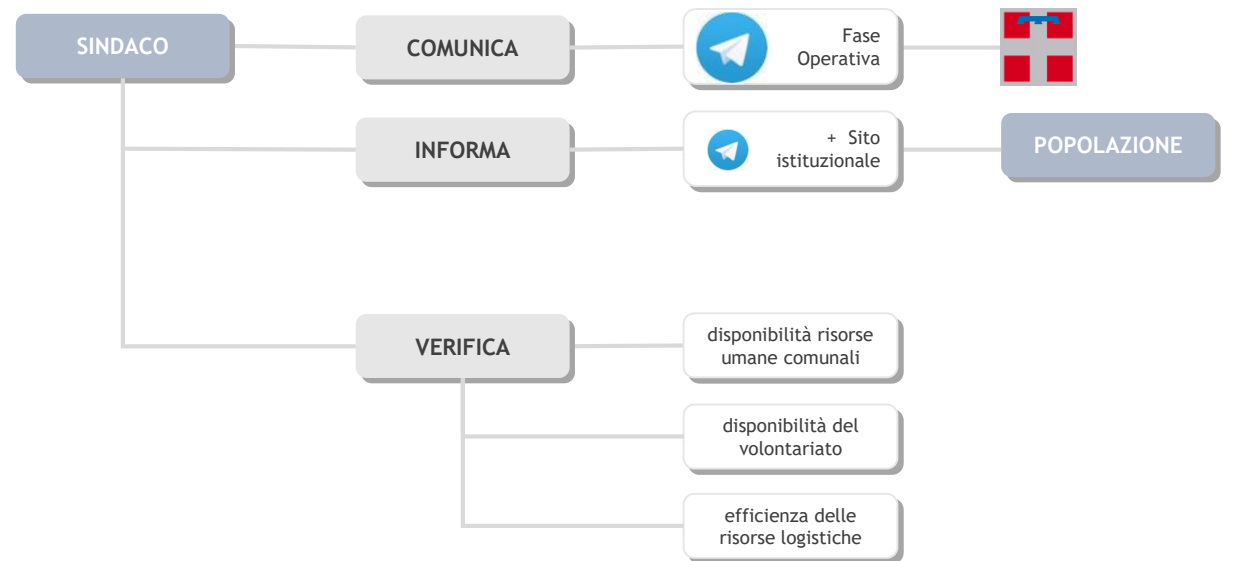 SINDACO
COMUNICA
Fase
Operativa
INFORMA
+ Sito
istituzionale
POPOLAZIONE
VERIFICA
disponibilità risorse
umane comunali
disponibilità del
volontariato
efficienza delle
risorse logistiche